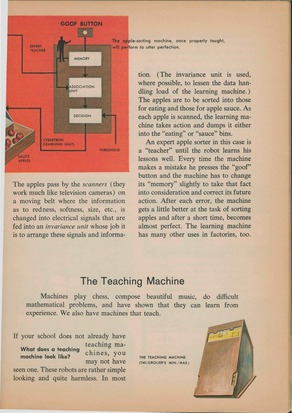 GOOF BUTTON
The apple-sorting machine, once properly taught,
will perform to utter perfection.
EXPERT
TEACHER
MEMORY
ASSOCIATION
UNIT
DECISION
THRESHOLD
SAUCE
APPLES
The apples pass by the scanners (they
work much like television cameras) on
a moving belt where the information
as to redness, softness, size, etc., is
changed into electrical signals that are
fed into an invariance unit whose job it
is to arrange these signals and informa-
tion. (The invariance unit is used,
where possible, to lessen the data han-
dling load of the learning machine.)
The apples are to be sorted into those
for eating and those for apple sauce. As
each apple is scanned, the learning ma-
chine takes action and damps it either
into the "eating" or "sauce" bins.
An expert apple sorter in this case is
a "teacher" until the robot learns his
lessons well. Every time the machine
makes a mistake he presses the "goof"
button and the machine has to change
its "memory" slightly to take that fact
into consideration and correct its future
action. After each error, the machine
gets a little better at the task of sorting
apples and after a short time, becomes
almost perfect. The learning machine
has many other uses in factories, too.
The Teaching Machine
Machines play chess, compose beautiful music, do difficult
mathematical problems, and have shown that they can learn from
experience. We also have machines that teach.
If your school does not already have
What does a teaching
machine look like?
teaching ma-
chines, you
may not have
seen one. These robots are rather simple
looking and quite harmless. In most
THE TEACHING MACHINE
(TMI-GROLIER'S MIN/MAX.)